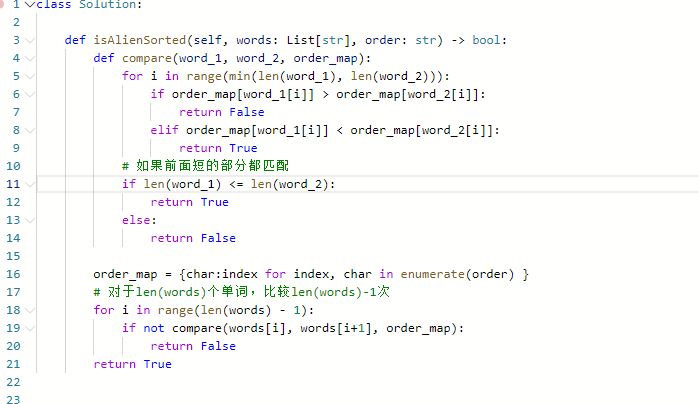 1 class Solution:
2
3 def isAlienSorted(self, words: List[str], order: str) -> bool:
4 def compare(word_1, word_2, order_map):
5 for i in range(min(len(word_1), len(word_2))):
6 if order_map[word_1[i]] > order_map[word_2[i]]:
7 return False
8 elif order_map[word_1[i]] < order_map[word_2[i]]:
9 return True
10 # 如果前面短的部分都匹配
11 if len(word_1) <= len(word_2):
12 return True
13 else:
14 return False
15
16 order_map = {char:index for index, char in enumerate(order) }
17 # 对于len(words)个单词，比较len(words)-1次
18 for i in range(len(words) - 1):
19 if not compare(words[i], words[i+1], order_map):
20 return False
21 return True
22
23